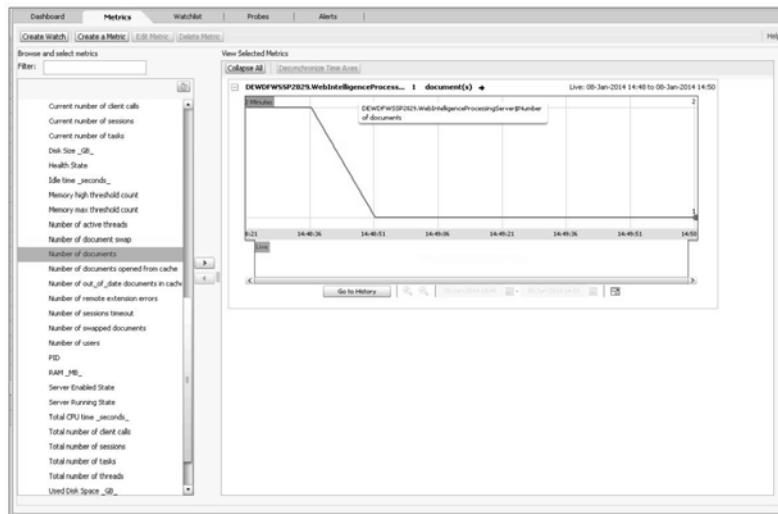 Dashboard Metrics Watchlist Probes Alerts
Create Watch Create a Metric Edit Metric Delete Metric Help
Browse and select metrics
Filter:
Current number of client calls
Current number of sessions
Current number of tasks
Disk Size _GB_
Health State
Idle time _seconds_
Memory high threshold count
Memory max threshold count
Number of active threads
Number of document swap
Number of documents
Number of documents opened from cache
Number of out_of_date documents in cache
Number of remote extension errors
Number of sessions timeout
Number of swapped documents
Number of users
PID
RAM _MB_
Server Enabled State
Server Running State
Total CPU time _seconds_
Total number of client calls
Total number of sessions
Total number of tasks
Total number of threads
Used Disk Space _GB_
View Selected Metrics
Collapse All Desynchronize Time Axes
DEWDFWSSP2829.WebIntelligenceProcess... 1 document(s) Live: 08-Jan-2014 14:48 to 08-Jan-2014 14:50
2 Minutes
DEWDFWSSP2829.WebIntelligenceProcessingServer$Number
of documents
2
1
8:21 14:48:36 14:48:51 14:49:06 14:49:21 14:49:36 14:49:51 14:50
Live
Go to History